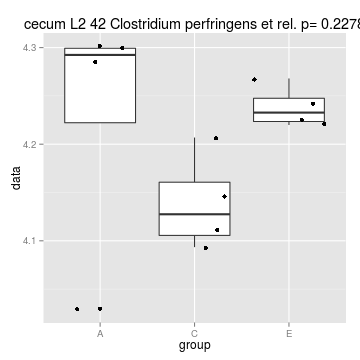 cecum L2 42 Clostridium perfringens et rel. p= 0.2278
4.3
4.2
4.1
data
A C E
group